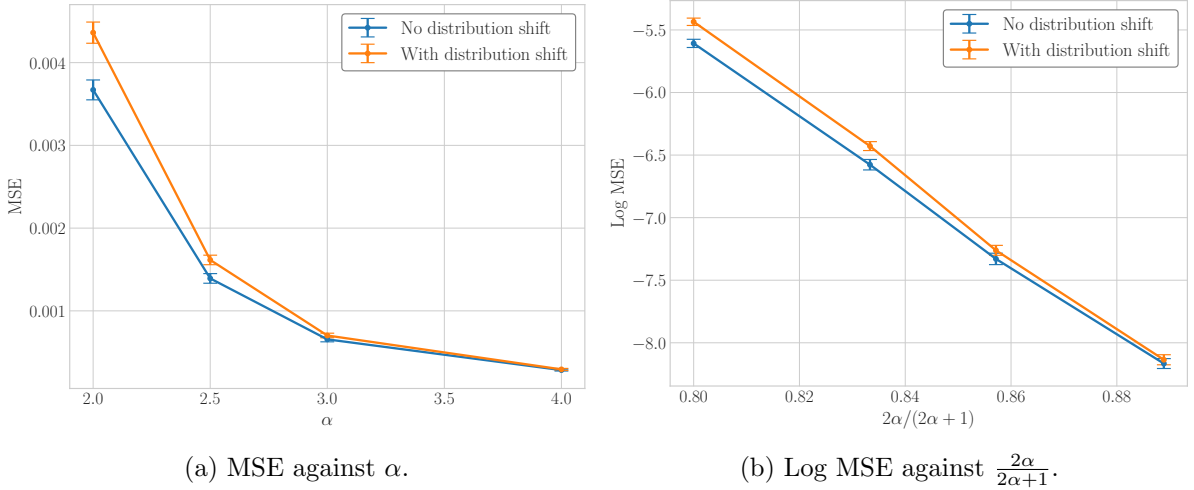 0.004
0.003
0.002
0.001
MSE
2.0
2.5
3.0
3.5
4.0
α
No distribution shift
With distribution shift
−5.5
−6.0
−6.5
−7.0
−7.5
−8.0
Log MSE
0.80
0.82
0.84
0.86
0.88
2α/(2α + 1)
No distribution shift
With distribution shift
(a) MSE against α.
(b) Log MSE against 2α/2α+1.